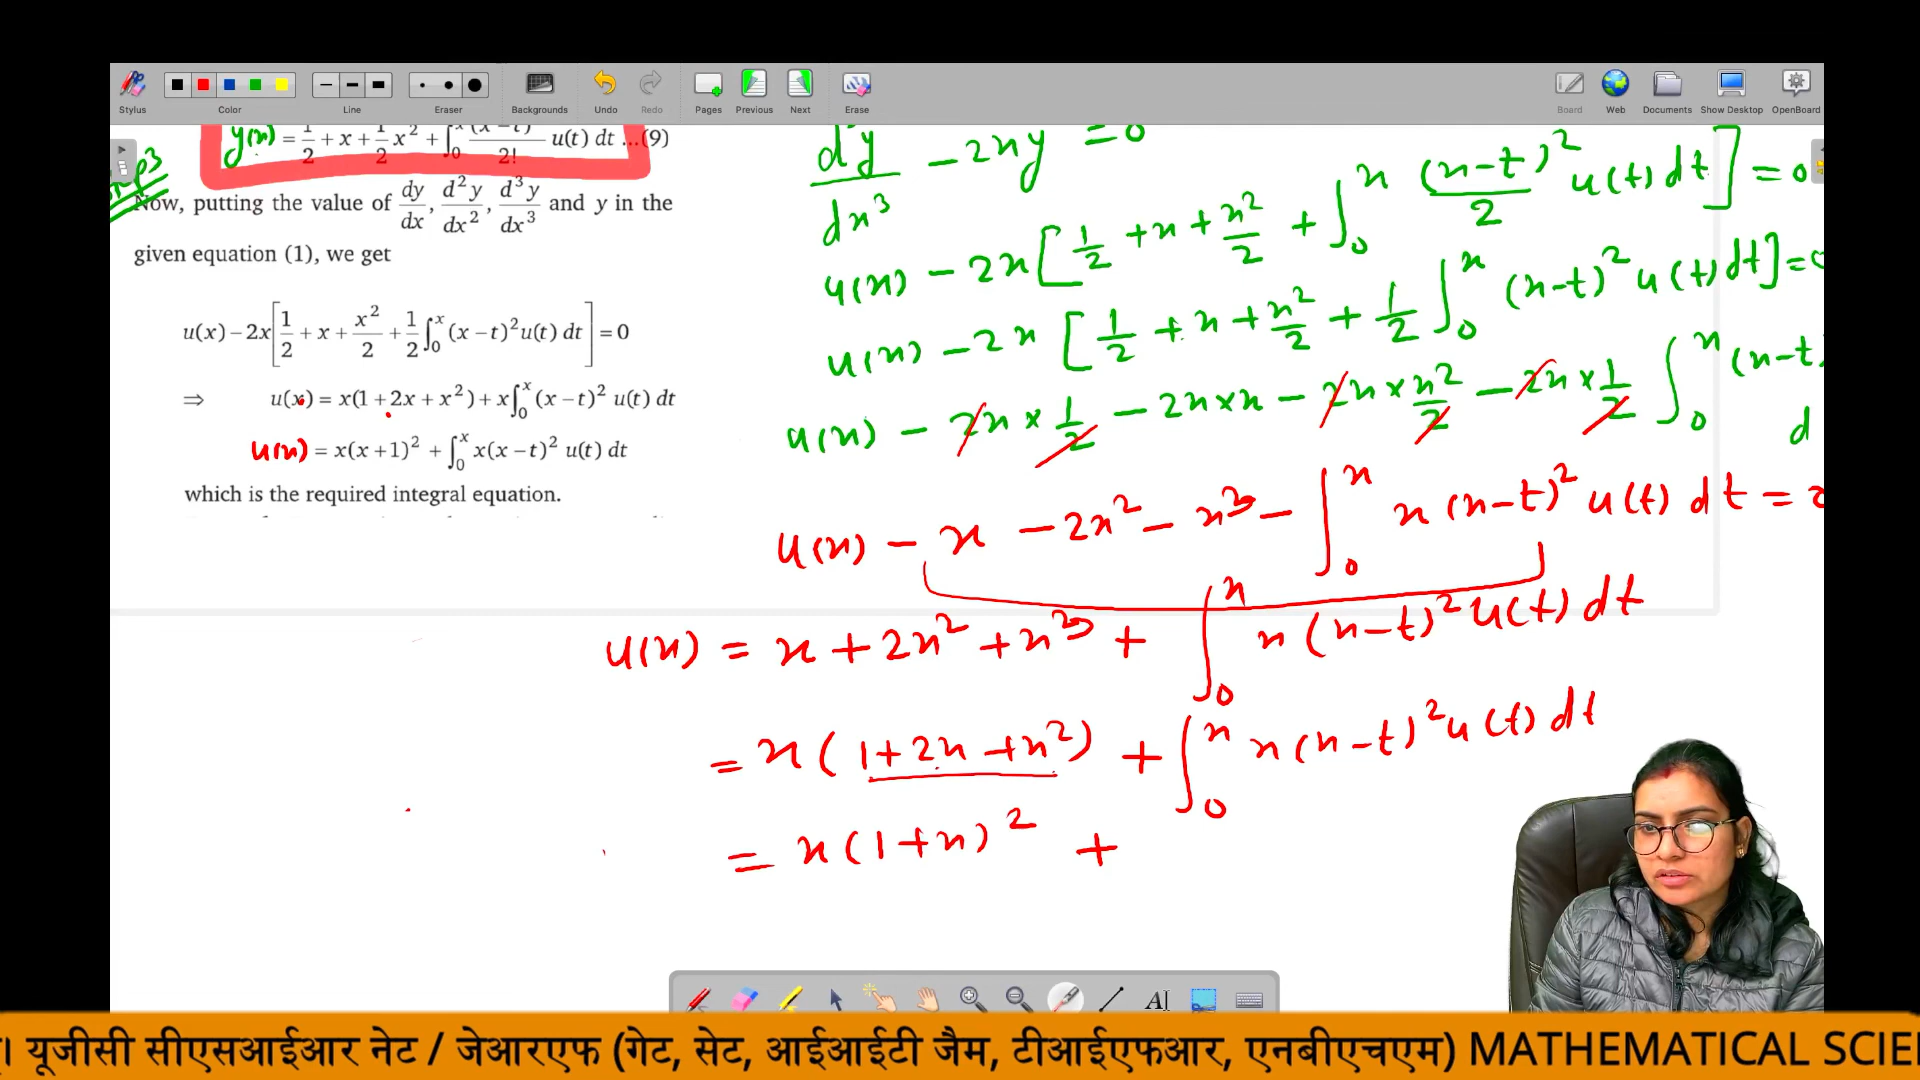 Stylus Color Line Eraser Backgrounds Undo Redo Pages Previous Next Erase Board Web Documents Show Desktop OpenBoard
y(x) = 1/2 + x + 1/2 x² + ∫₀ˣ (x − t)²/2! u(t) dt ...(9)
Now, putting the value of dy/dx, d²y/dx², d³y/dx³ and y in the
given equation (1), we get
u(x) − 2x[1/2 + x + x²/2 + 1/2 ∫₀ˣ (x − t)² u(t) dt] = 0
⇒ u(x) = x(1 + 2x + x²) + x∫₀ˣ (x − t)² u(t) dt
u(x) = x(x + 1)² + ∫₀ˣ x(x − t)² u(t) dt
which is the required integral equation.
d³y/dx³ − 2xy = 0
u(x) − 2x[1/2 + x + x²/2 + ∫₀ˣ (x−t)²/2 u(t) dt] = 0
u(x) − 2x[1/2 + x + x²/2 + 1/2 ∫₀ˣ (x−t)² u(t) dt] = 0
u(x) − 2x × 1/2 − 2x × x − 2x × x²/2 − 2x × 1/2 ∫₀ˣ (x−t
d
u(x) − x − 2x² − x³ − ∫₀ˣ x(x−t)² u(t) dt = 0
u(x) = x + 2x² + x³ + ∫₀ˣ x(x−t)² u(t) dt
= x(1 + 2x + x²) + ∫₀ˣ x(x−t)² u(t) dt
= x(1+x)² +
। यूजीसी सीएसआईआर नेट / जेआरएफ (गेट, सेट, आईआईटी जैम, टीआईएफआर, एनबीएचएम) MATHEMATICAL SCIE